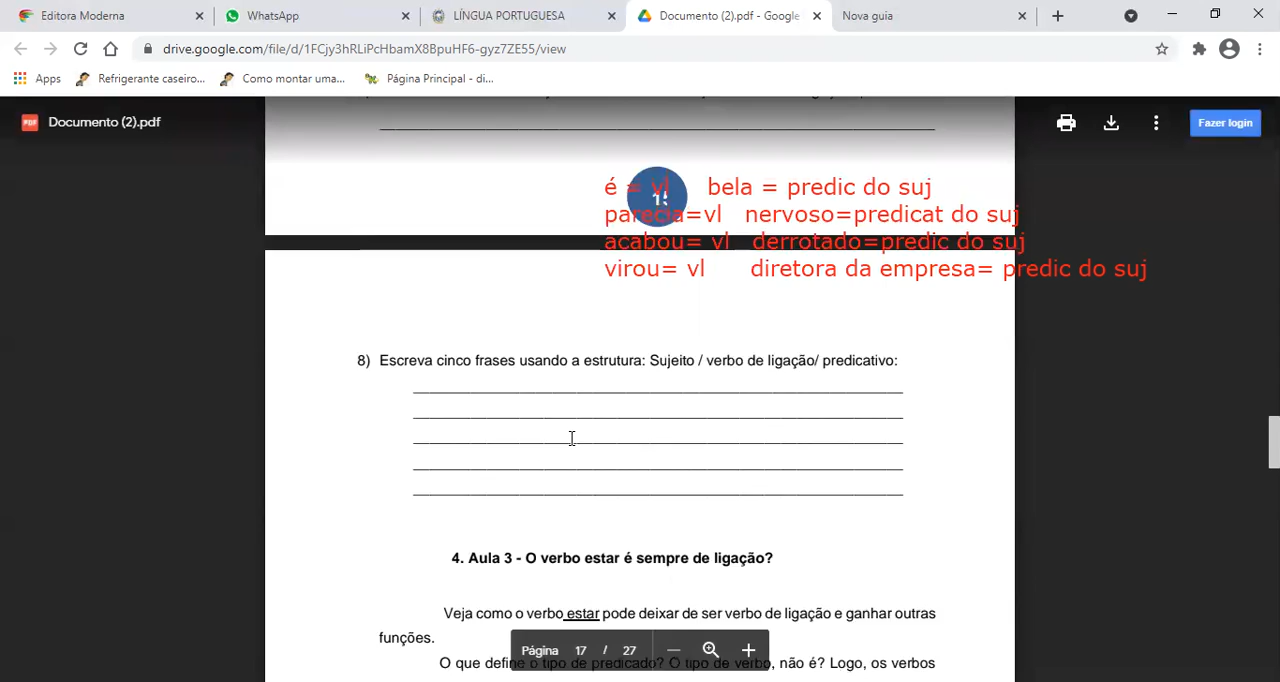 Editora Moderna
WhatsApp
LÍNGUA PORTUGUESA
Documento (2).pdf - Google
Nova guia
drive.google.com/file/d/1FCjy3hRLiPcHbamX8BpuHF6-gyz7ZE55/view
Apps
Refrigerante caseiro...
Como montar uma...
Página Principal - di...
Documento (2).pdf
Fazer login
é = vl bela = predic do suj
parecia=vl nervoso=predicat do suj
acabou= vl derrotado=predic do suj
virou= vl diretora da empresa= predic do suj
8) Escreva cinco frases usando a estrutura: Sujeito / verbo de ligação/ predicativo:
4. Aula 3 - O verbo estar é sempre de ligação?
Veja como o verbo estar pode deixar de ser verbo de ligação e ganhar outras
funções.
Página 17 / 27
O que define o tipo de predicado? O tipo de verbo, não é? Logo, os verbos